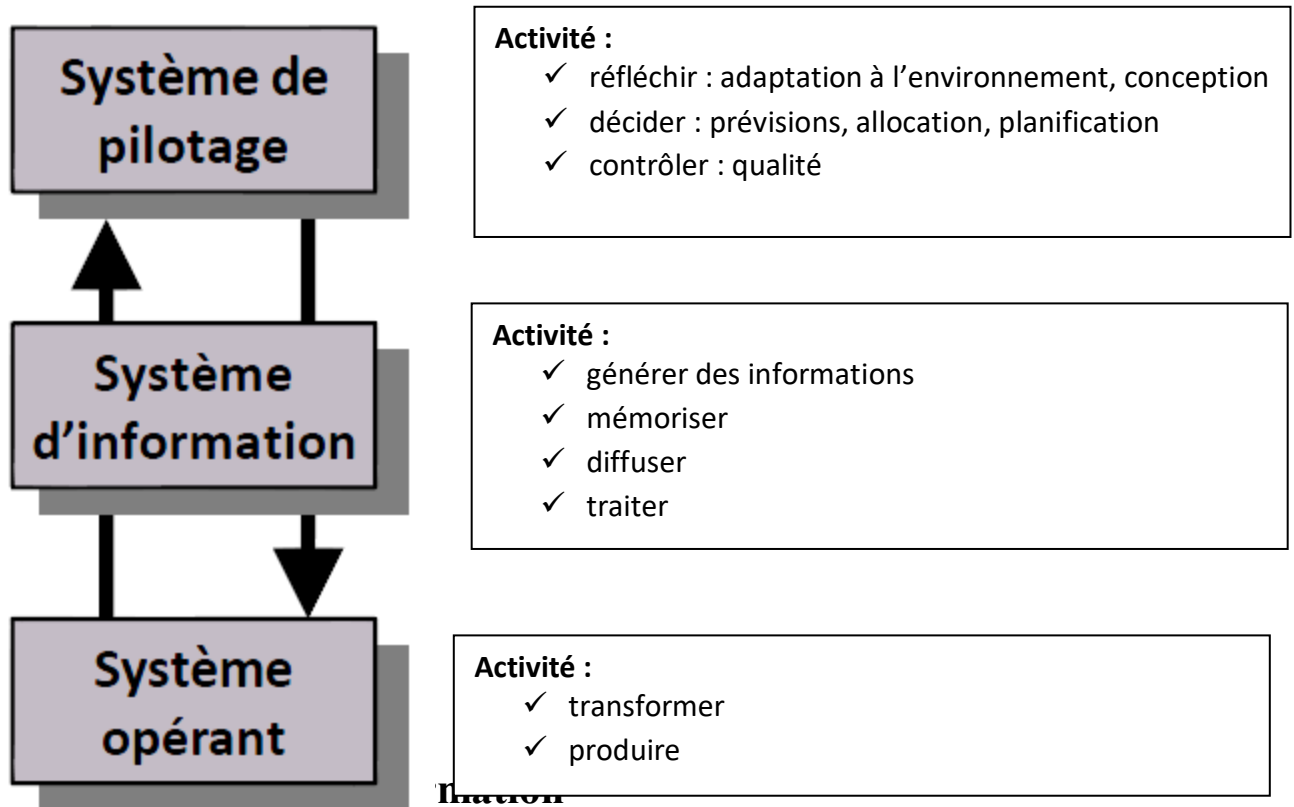 Système de
pilotage
Activité :
✓ réfléchir : adaptation à l’environnement, conception
✓ décider : prévisions, allocation, planification
✓ contrôler : qualité
Système
d’information
Activité :
✓ générer des informations
✓ mémoriser
✓ diffuser
✓ traiter
Système
opérant
Activité :
✓ transformer
✓ produire